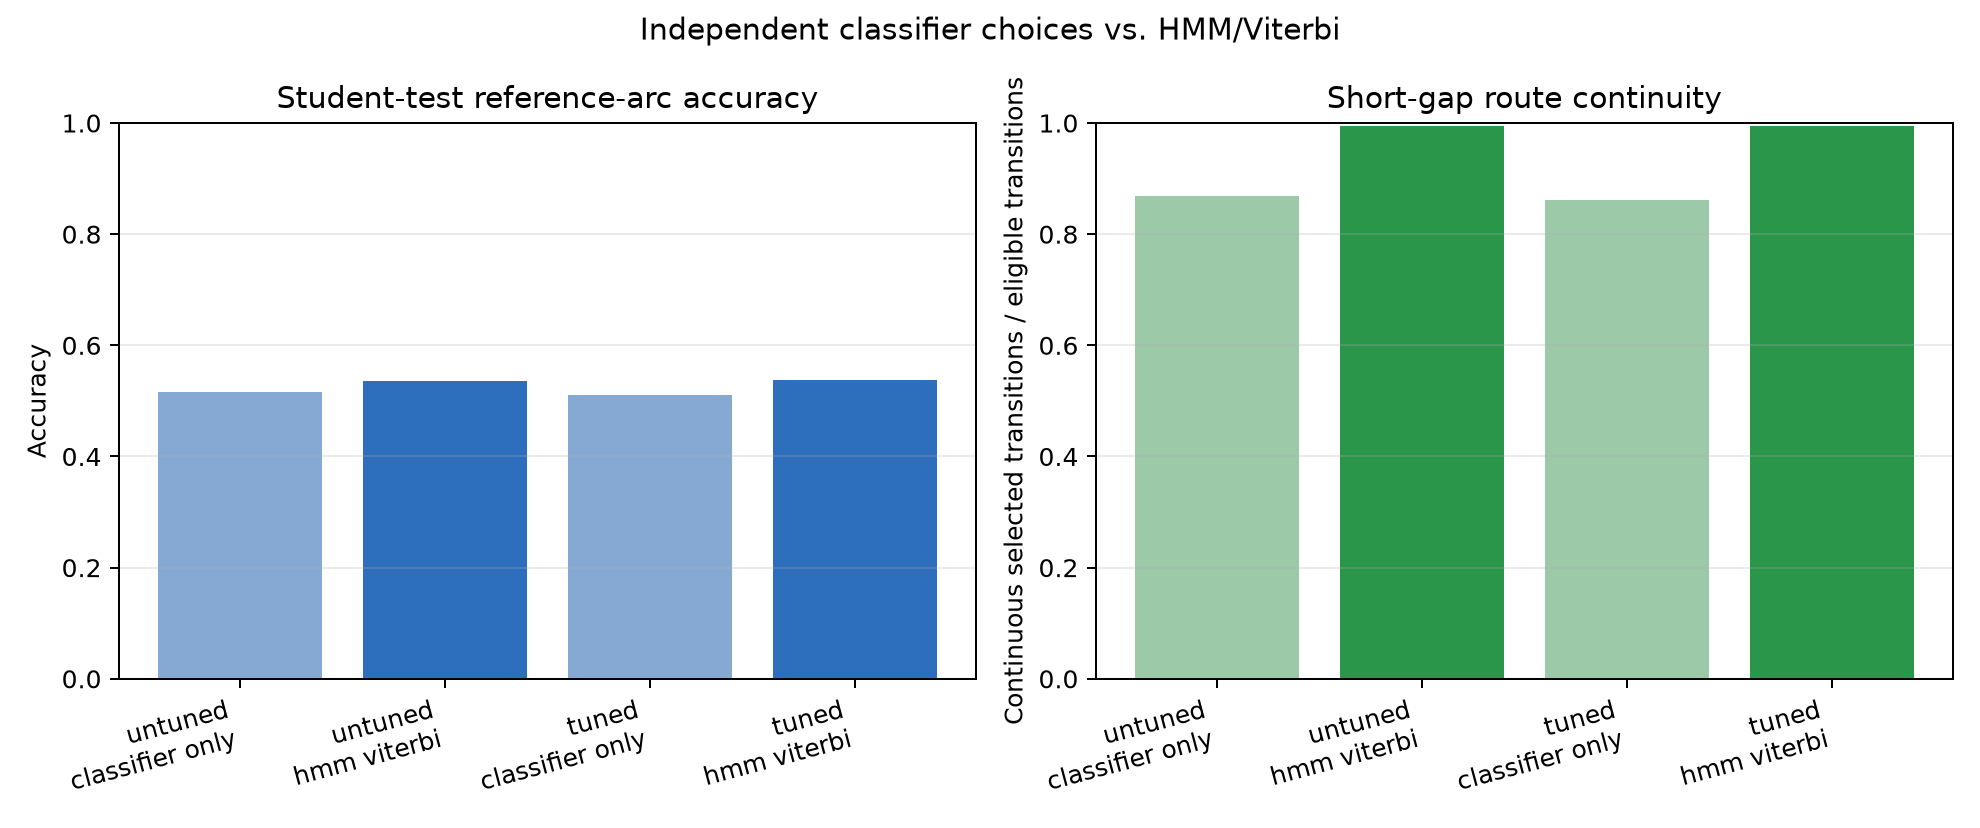 Independent classifier choices vs. HMM/Viterbi
Student-test reference-arc accuracy
Accuracy
1.0
0.8
0.6
0.4
0.2
0.0
untuned
classifier only
untuned
hmm viterbi
tuned
classifier only
tuned
hmm viterbi
Short-gap route continuity
Continuous selected transitions / eligible transitions
1.0
0.8
0.6
0.4
0.2
0.0
untuned
classifier only
untuned
hmm viterbi
tuned
classifier only
tuned
hmm viterbi